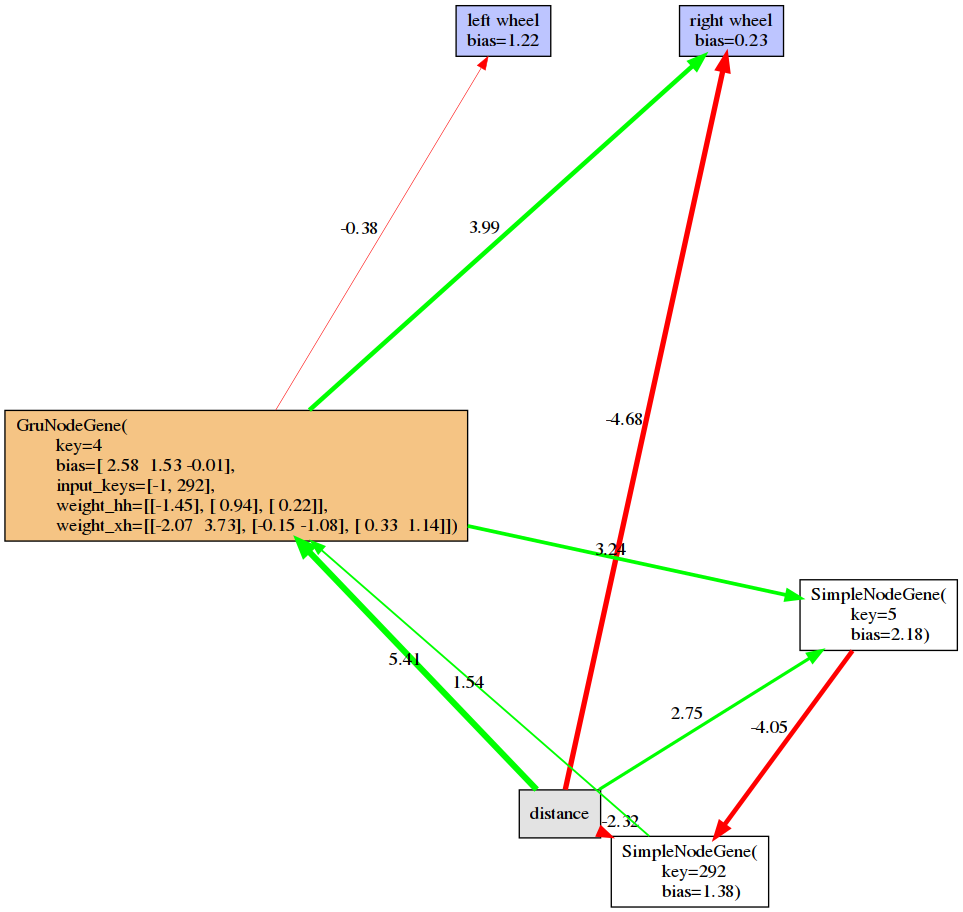 left wheel
bias=1.22
right wheel
bias=0.23
-0.38
3.99
-4.68
GruNodeGene(
key=4
bias=[ 2.58  1.53 -0.01],
input_keys=[-1, 292],
weight_hh=[[-1.45], [ 0.94], [ 0.22]],
weight_xh=[[-2.07  3.73], [-0.15 -1.08], [ 0.33  1.14]])
3.24
SimpleNodeGene(
key=5
bias=2.18)
5.41
1.54
2.75
-4.05
distance
-2.32
SimpleNodeGene(
key=292
bias=1.38)